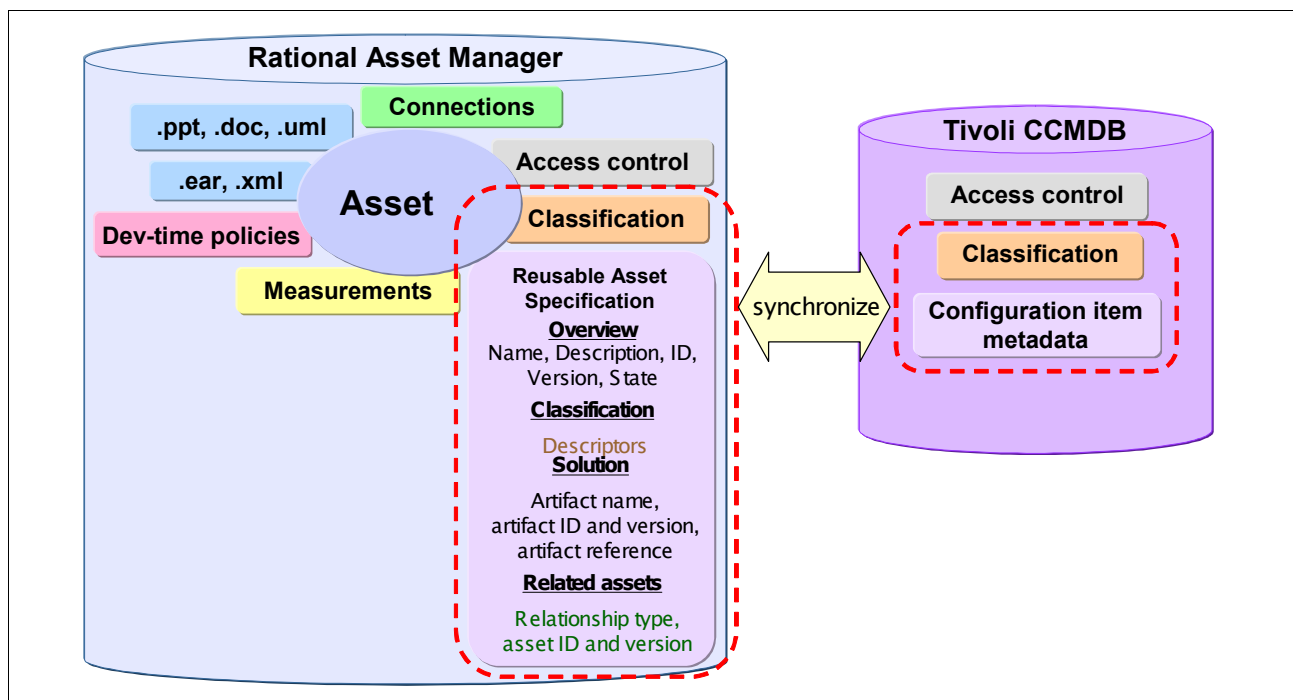 Rational Asset Manager
Connections
.ppt, .doc, .uml
Access control
.ear, .xml
Asset
Classification
Dev-time policies
Measurements
Reusable Asset
Specification
Overview
Name, Description, ID,
Version, State
Classification
Descriptors
Solution
Artifact name,
artifact ID and version,
artifact reference
Related assets
Relationship type,
asset ID and version
synchronize
Tivoli CCMDB
Access control
Classification
Configuration item
metadata